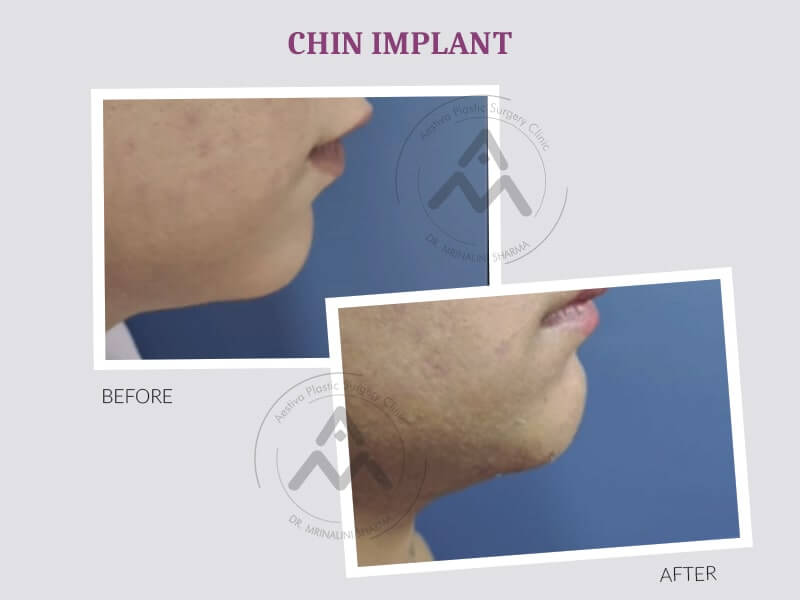 CHIN IMPLANT
Aestiva Plastic Surgery Clinic
DR. MRINALINI SHARMA
BEFORE
Aestiva Plastic Surgery Clinic
DR. MRINALINI SHARMA
AFTER